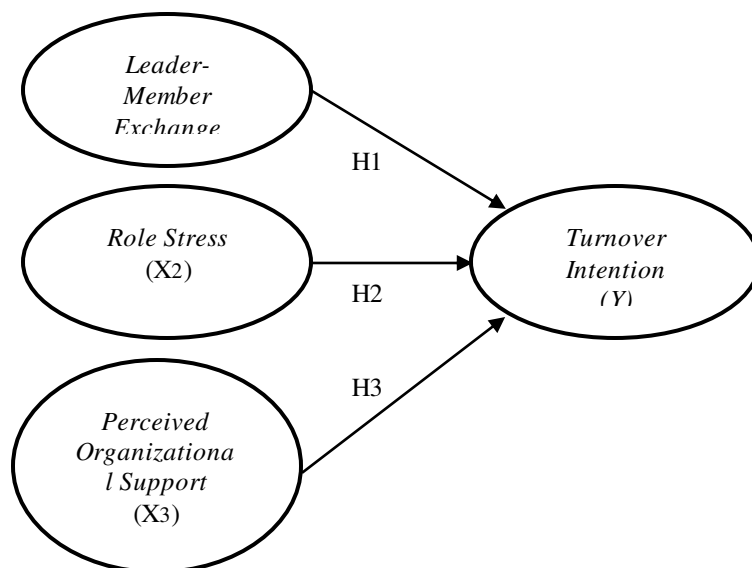 Leader-
Member
Exchange
H1
Role Stress
(X2)
H2
Turnover
Intention
(Y)
H3
Perceived
Organizationa
l Support
(X3)